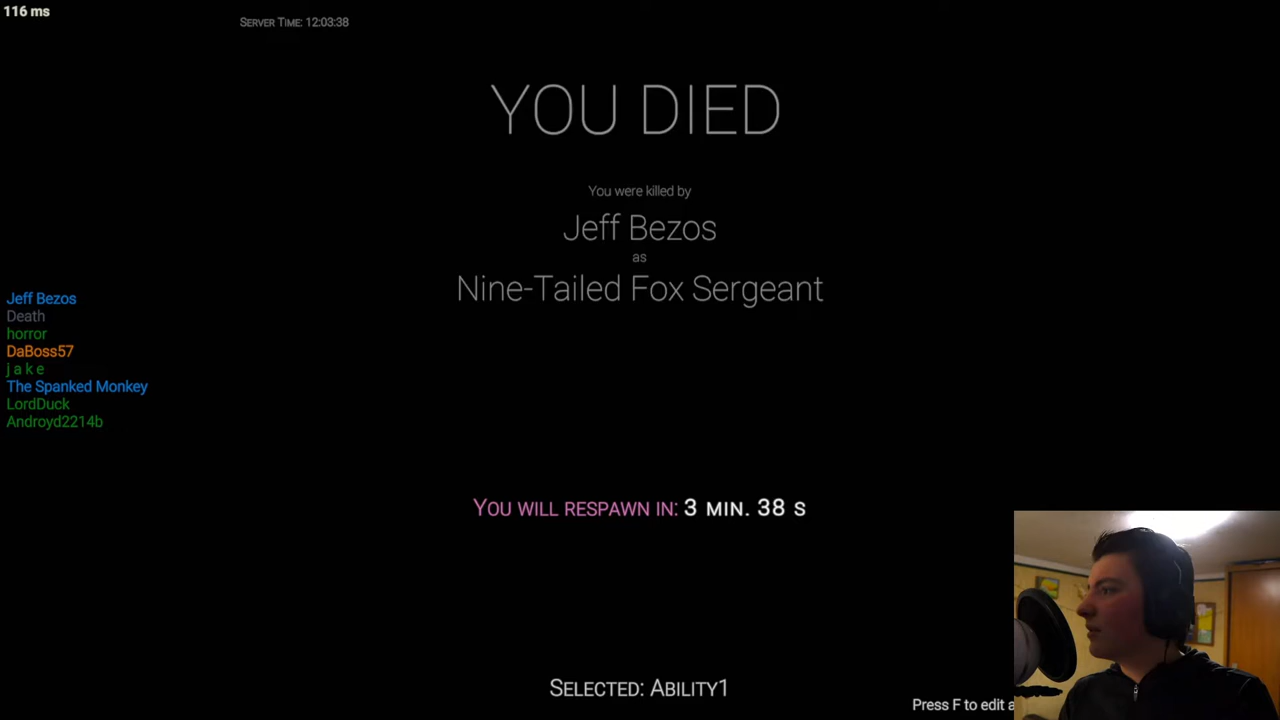 116 ms
SERVER TIME: 12:03:38
YOU DIED
You were killed by
Jeff Bezos
as
Nine-Tailed Fox Sergeant
Jeff Bezos
Death
horror
DaBoss57
j a k e
The Spanked Monkey
LordDuck
Androyd2214b
YOU WILL RESPAWN IN: 3 MIN. 38 S
SELECTED: ABILITY1
Press F to edit a